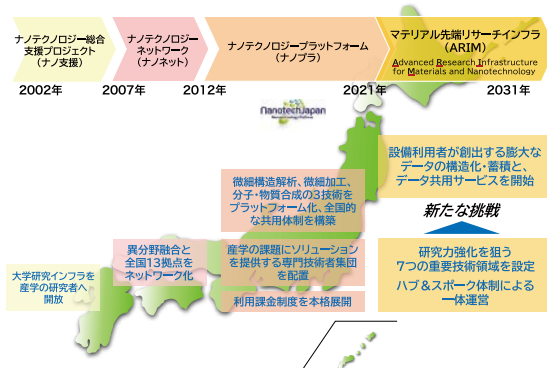 ナノテクノロジー総合
支援プロジェクト
（ナノ支援）
ナノテクノロジー
ネットワーク
（ナノネット）
ナノテクノロジープラットフォーム
（ナノプラ）
マテリアル先端リサーチインフラ
（ARIM）
Advanced Research Infrastructure
for Materials and Nanotechnology
2002年
2007年
2012年
2021年
2031年
NanotechJapan
Nanotechnology Platform
設備利用者が創出する膨大な
データの構造化・蓄積と、
データ共用サービスを開始
新たな挑戦
微細構造解析、微細加工、
分子・物質合成の3技術を
プラットフォーム化、全国的
な共用体制を構築
研究力強化を狙う
7つの重要技術領域を設定
ハブ＆スポーク体制による
一体運営
異分野融合と
全国13拠点を
ネットワーク化
産学の課題にソリューション
を提供する専門技術者集団
を配置
大学研究インフラを
産学の研究者へ
開放
利用課金制度を本格展開